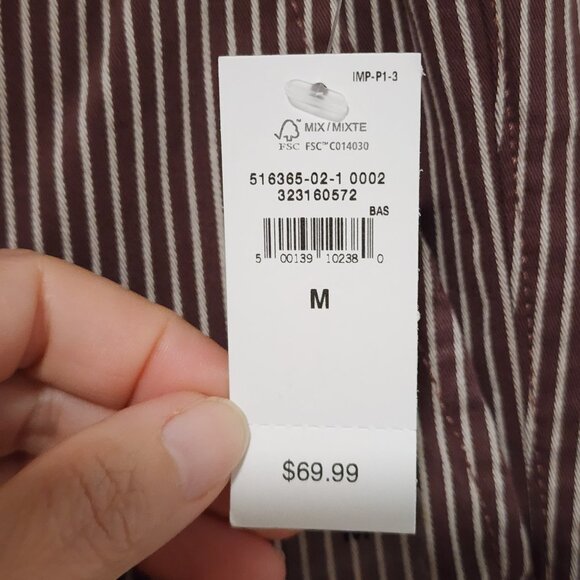 IMP-P1-3
MIX/MIXTE
FSC FSC™ C014030
516365-02-1 0002
323160572
BAS
5 00139 10238 0
M
$69.99